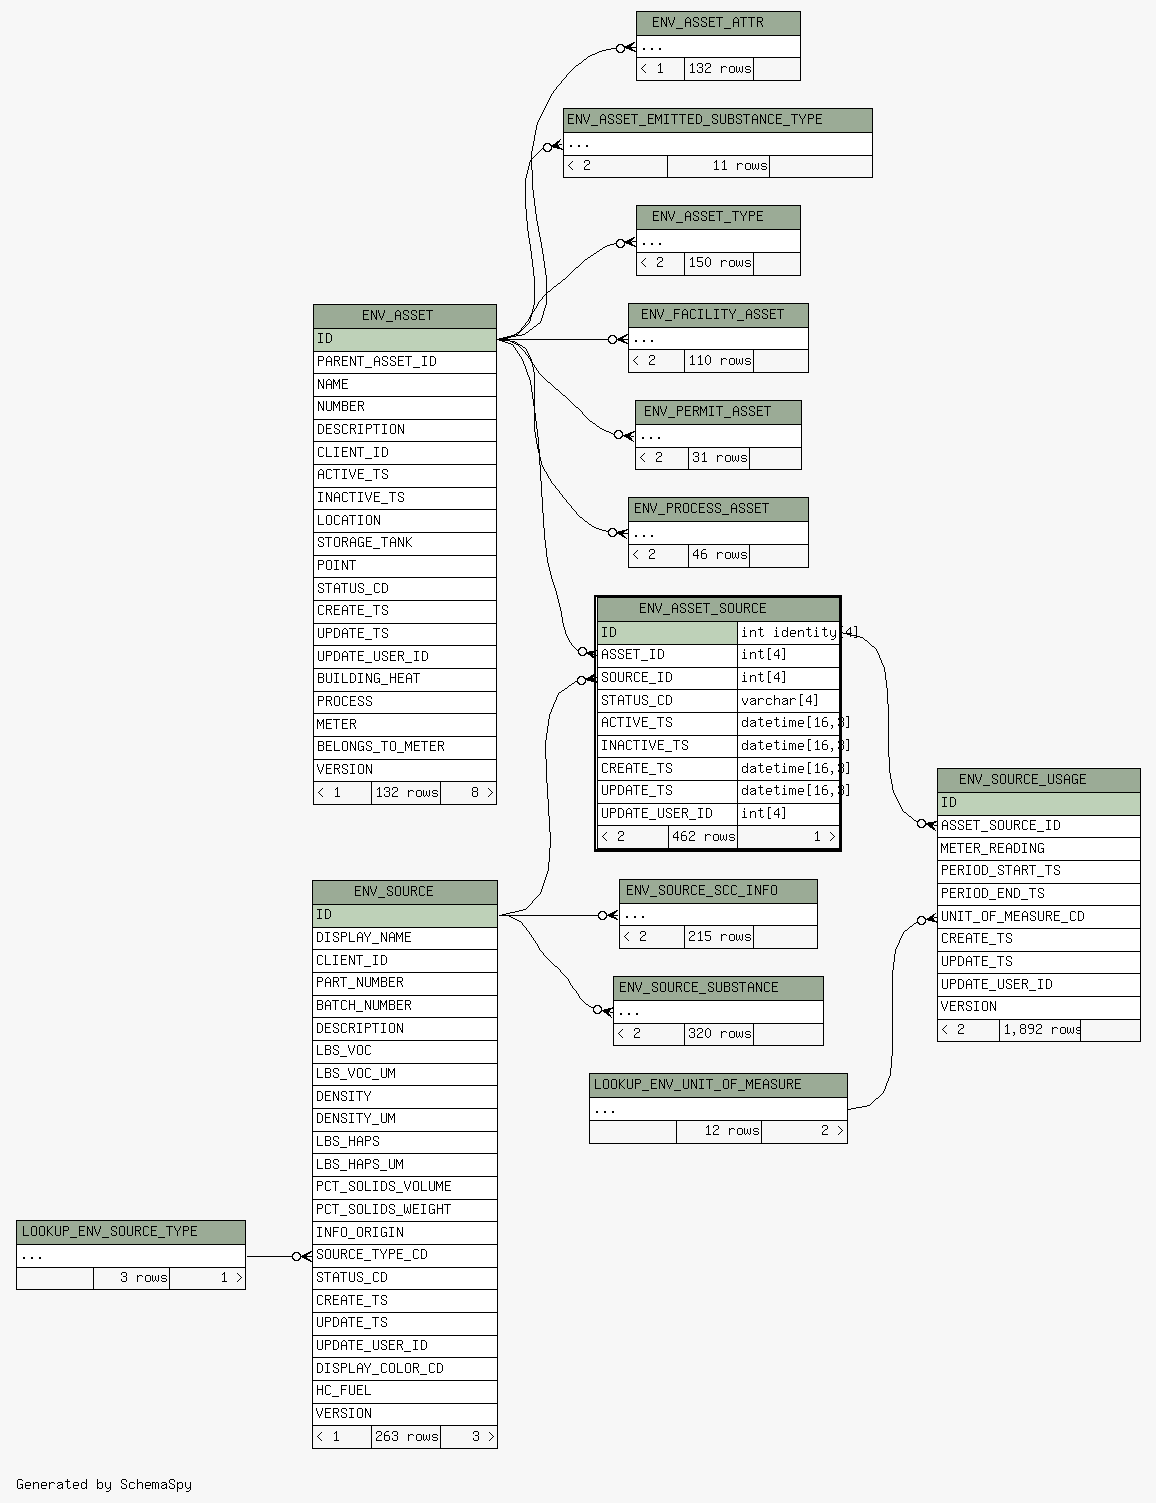 ENV_ASSET_ATTR
...
< 1 132 rows
ENV_ASSET_EMITTED_SUBSTANCE_TYPE
...
< 2 11 rows
ENV_ASSET_TYPE
...
< 2 150 rows
ENV_FACILITY_ASSET
...
< 2 110 rows
ENV_PERMIT_ASSET
...
< 2 31 rows
ENV_PROCESS_ASSET
...
< 2 46 rows
ENV_ASSET
ID
PARENT_ASSET_ID
NAME
NUMBER
DESCRIPTION
CLIENT_ID
ACTIVE_TS
INACTIVE_TS
LOCATION
STORAGE_TANK
POINT
STATUS_CD
CREATE_TS
UPDATE_TS
UPDATE_USER_ID
BUILDING_HEAT
PROCESS
METER
BELONGS_TO_METER
VERSION
< 1 132 rows 8 >
ENV_ASSET_SOURCE
ID int identity[4]
ASSET_ID int[4]
SOURCE_ID int[4]
STATUS_CD varchar[4]
ACTIVE_TS datetime[16,3]
INACTIVE_TS datetime[16,3]
CREATE_TS datetime[16,3]
UPDATE_TS datetime[16,3]
UPDATE_USER_ID int[4]
< 2 462 rows 1 >
ENV_SOURCE_USAGE
ID
ASSET_SOURCE_ID
METER_READING
PERIOD_START_TS
PERIOD_END_TS
UNIT_OF_MEASURE_CD
CREATE_TS
UPDATE_TS
UPDATE_USER_ID
VERSION
< 2 1,892 rows
ENV_SOURCE
ID
DISPLAY_NAME
CLIENT_ID
PART_NUMBER
BATCH_NUMBER
DESCRIPTION
LBS_VOC
LBS_VOC_UM
DENSITY
DENSITY_UM
LBS_HAPS
LBS_HAPS_UM
PCT_SOLIDS_VOLUME
PCT_SOLIDS_WEIGHT
INFO_ORIGIN
SOURCE_TYPE_CD
STATUS_CD
CREATE_TS
UPDATE_TS
UPDATE_USER_ID
DISPLAY_COLOR_CD
HC_FUEL
VERSION
< 1 263 rows 3 >
ENV_SOURCE_SCC_INFO
...
< 2 215 rows
ENV_SOURCE_SUBSTANCE
...
< 2 320 rows
LOOKUP_ENV_UNIT_OF_MEASURE
...
12 rows 2 >
LOOKUP_ENV_SOURCE_TYPE
...
3 rows 1 >
Generated by SchemaSpy